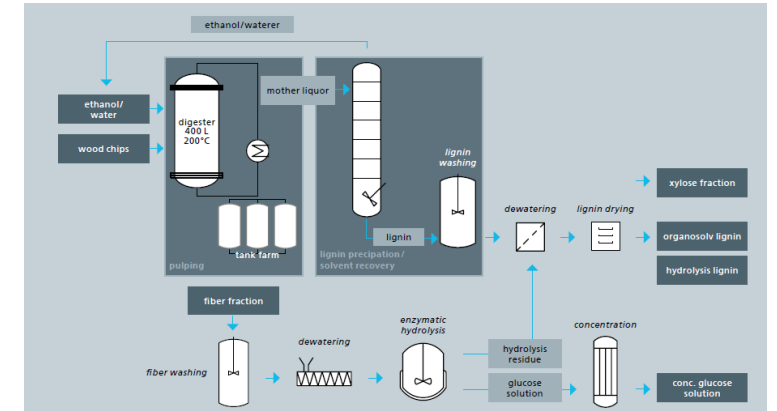 ethanol/waterer
mother liquor
ethanol/
water
digester
400 L
200°C
wood chips
lignin
washing
xylose fraction
dewatering
lignin drying
lignin
organosolv lignin
tank farm
pulping
lignin precipation/
solvent recovery
hydrolysis lignin
fiber fraction
enzymatic
hydrolysis
concentration
dewatering
hydrolysis
residue
fiber washing
glucose
solution
conc. glucose
solution